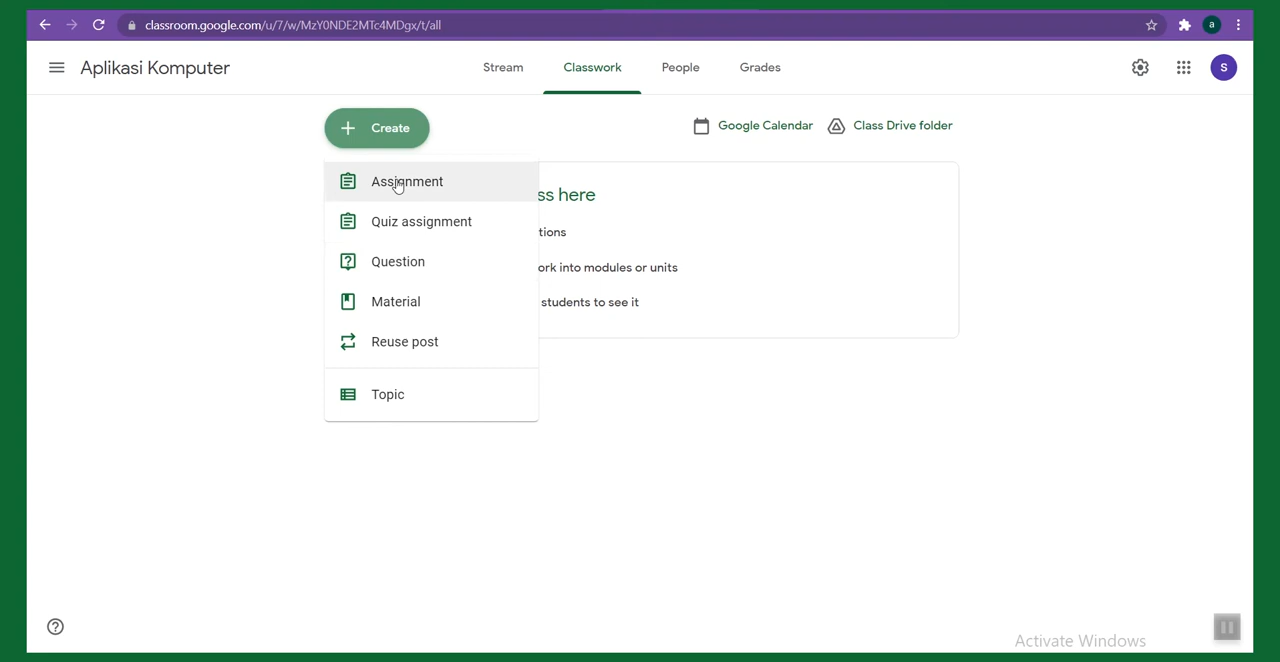 classroom.google.com/u/7/w/MzY0NDE2MTc4MDgx/t/all
a
Aplikasi Komputer
Stream
Classwork
People
Grades
S
Create
Google Calendar
Class Drive folder
Assignment
ss here
Quiz assignment
tions
Question
ork into modules or units
Material
students to see it
Reuse post
Topic
Activate Windows